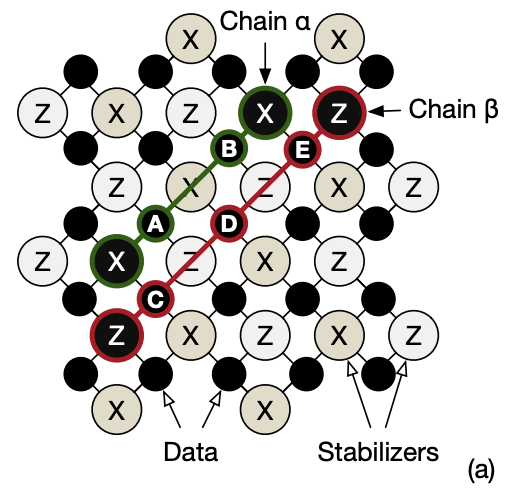 Chain α
X X
Z X Z X Z Chain β
B E
Z X Z X Z
A D
Z X Z X Z
C
Z X Z X Z
X X
Data Stabilizers
(a)